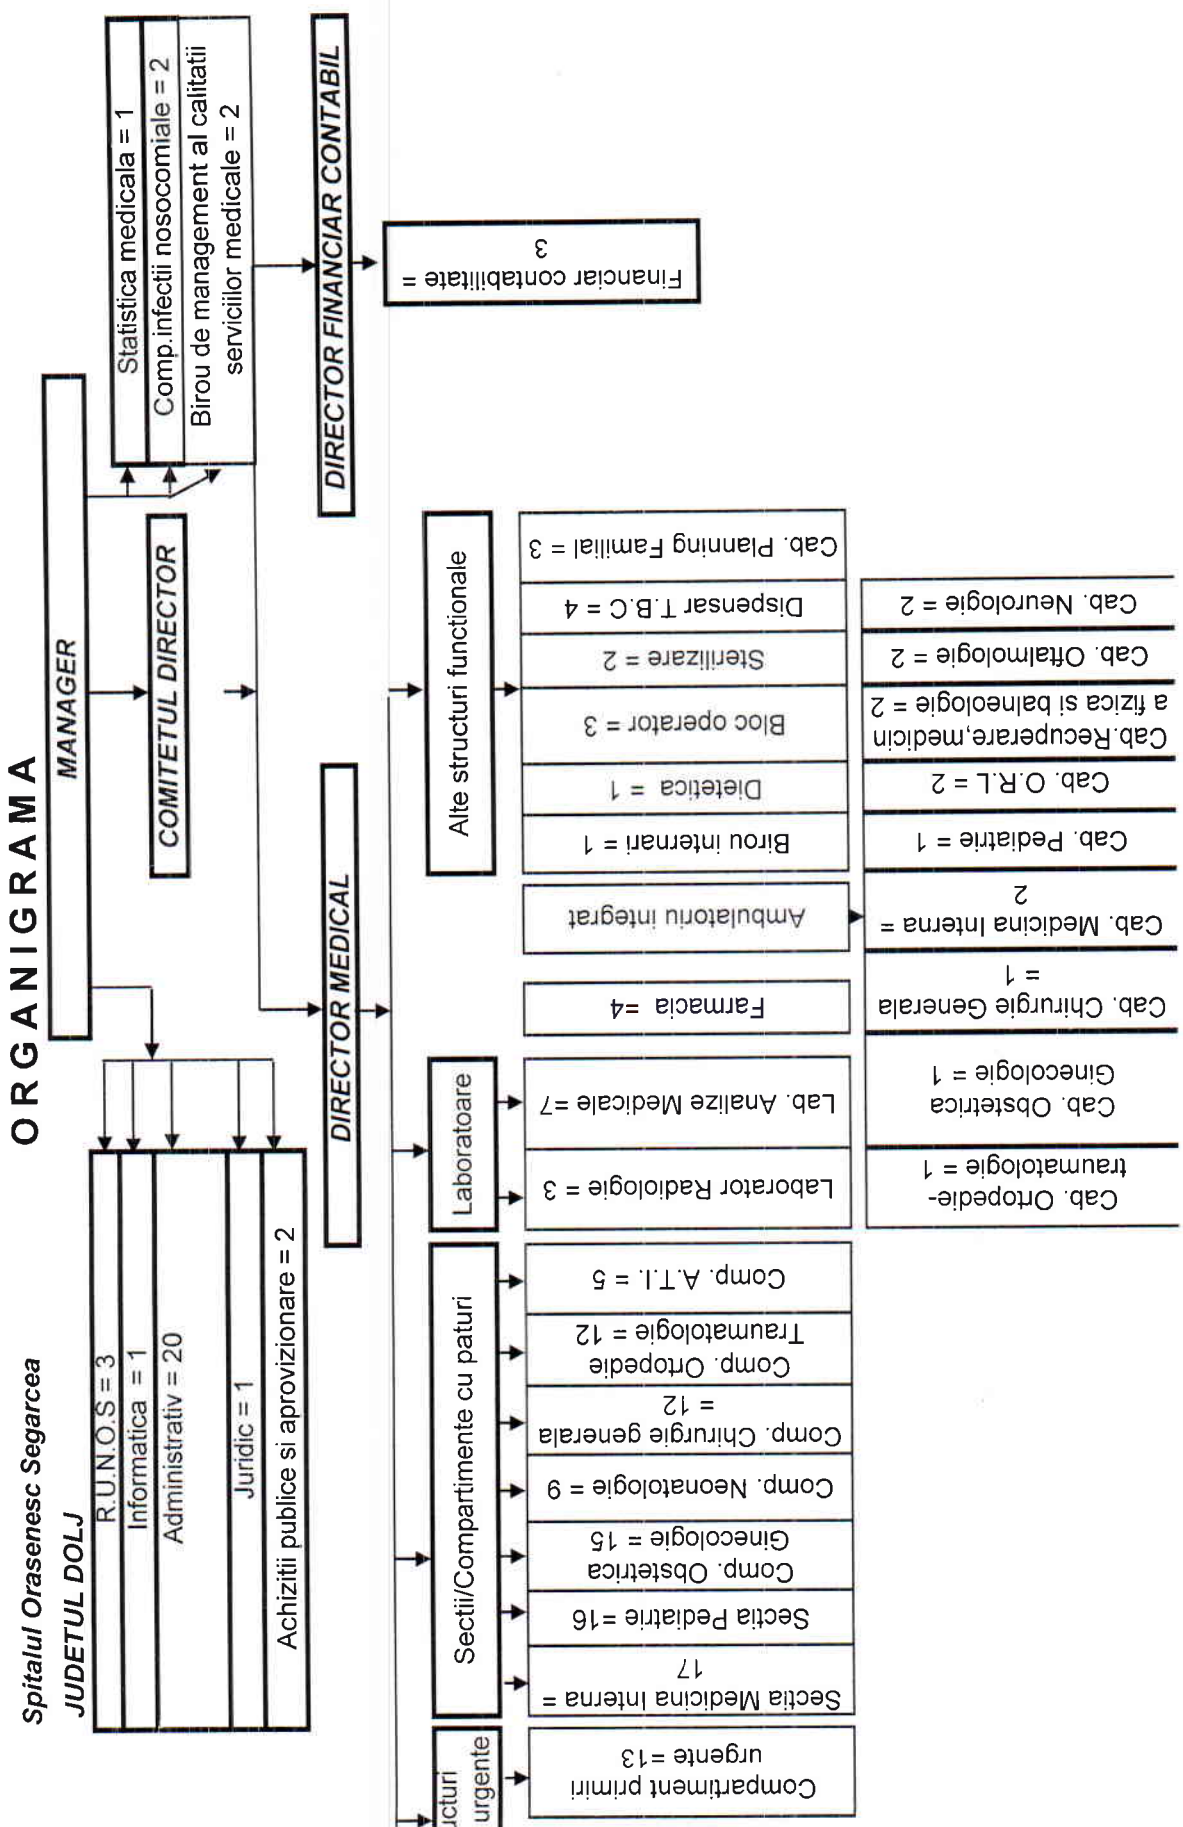 Spitalul Orasenesc Segarcea
JUDETUL DOLJ
ORGANIGRAMA
MANAGER
R.U.N.O.S = 3
Informatica = 1
Administrativ = 20
Juridic = 1
Achizitii publice si aprovizionare = 2
COMITETUL DIRECTOR
Statistica medicala = 1
Comp.infectii nosocomiale = 2
Birou de management al calitatii
serviciilor medicale = 2
DIRECTOR MEDICAL
DIRECTOR FINANCIAR CONTABIL
Financiar contabilitate =
3
urgente
Sectii/Compartimente cu paturi
Laboratoare
Alte structuri functionale
Compartiment primiri
urgente =13
Sectia Medicina Interna =
17
Sectia Pediatrie =16
Comp. Obstetrica
Ginecologie = 15
Comp. Neonatologie = 9
Comp. Chirurgie generala
= 12
Comp. Ortopedie
Traumatologie = 12
Comp. A.T.I. = 5
Laborator Radiologie = 3
Lab. Analize Medicale =7
Farmacia =4
Ambulatoriu integrat
Birou internari = 1
Dietetica = 1
Bloc operator = 3
Sterilizare = 2
Dispensar T.B.C = 4
Cab. Planning Familial = 3
Cab. Ortopedie-
traumatologie = 1
Cab. Obstetrica
Ginecologie = 1
Cab. Chirurgie Generala
= 1
Cab. Medicina Interna =
2
Cab. Pediatrie = 1
Cab. O.R.L = 2
Cab.Recuperare,medicin
a fizica si balneologie = 2
Cab. Oftalmologie = 2
Cab. Neurologie = 2